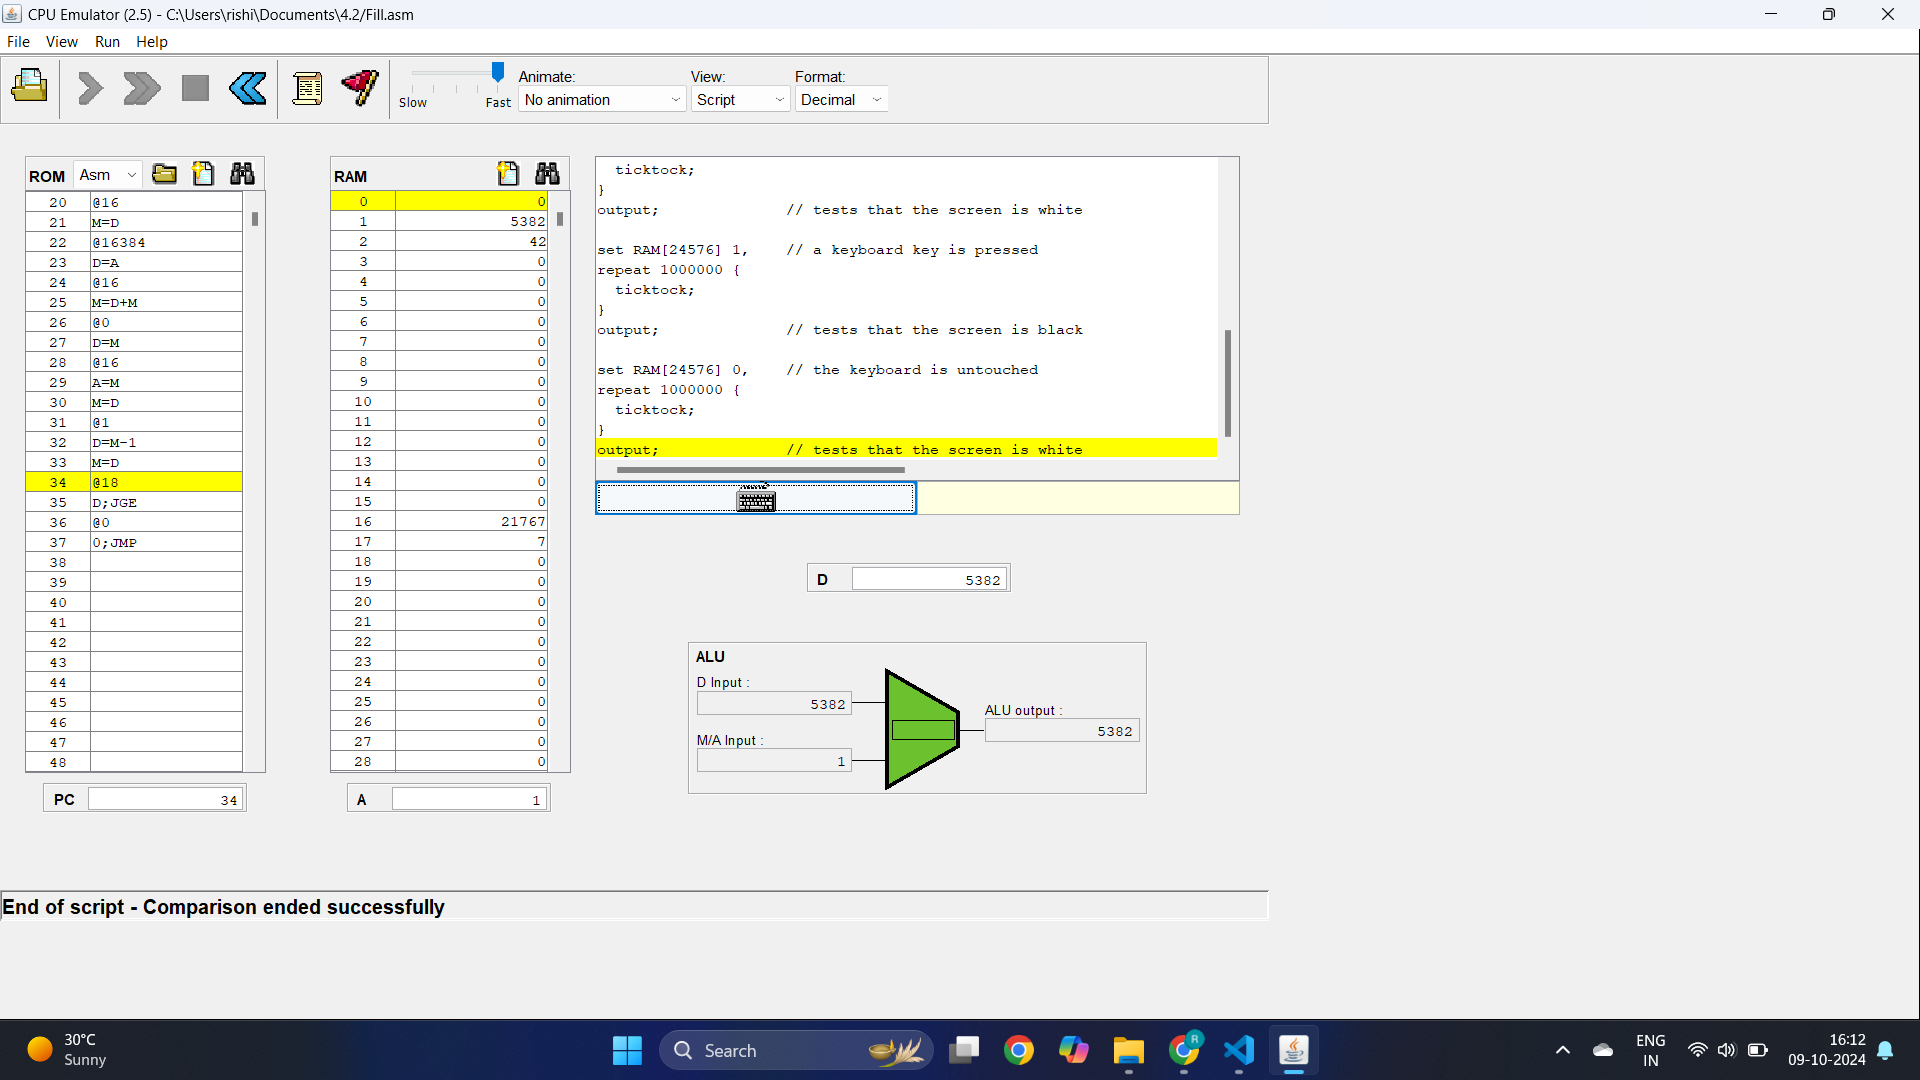 CPU Emulator (2.5) - C:\Users\rishi\Documents\4.2/Fill.asm
File View Run Help
Slow Fast
Animate:
No animation
View:
Script
Format:
Decimal
ROM Asm
20 @16
21 M=D
22 @16384
23 D=A
24 @16
25 M=D+M
26 @0
27 D=M
28 @16
29 A=M
30 M=D
31 @1
32 D=M-1
33 M=D
34 @18
35 D;JGE
36 @0
37 0;JMP
38
39
40
41
42
43
44
45
46
47
48
PC 34
RAM
0 0
1 5382
2 42
3 0
4 0
5 0
6 0
7 0
8 0
9 0
10 0
11 0
12 0
13 0
14 0
15 0
16 21767
17 7
18 0
19 0
20 0
21 0
22 0
23 0
24 0
25 0
26 0
27 0
28 0
A 1
ticktock;
}
output; // tests that the screen is white
set RAM[24576] 1, // a keyboard key is pressed
repeat 1000000 {
ticktock;
}
output; // tests that the screen is black
set RAM[24576] 0, // the keyboard is untouched
repeat 1000000 {
ticktock;
}
output; // tests that the screen is white
D 5382
ALU
D Input :
5382
M/A Input :
1
ALU output :
5382
End of script - Comparison ended successfully
30°C
Sunny
Search
R
ENG
IN
16:12
09-10-2024